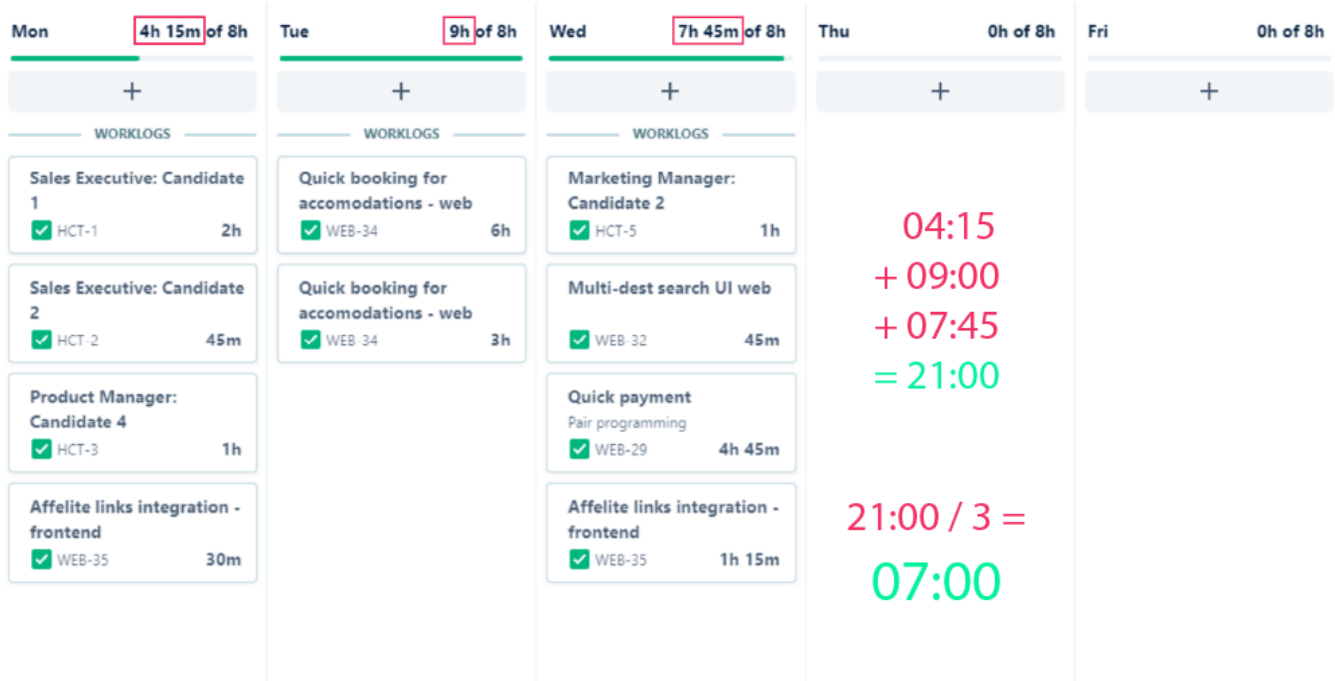 Mon 4h 15m of 8h
+
WORKLOGS
Sales Executive: Candidate
1
HCT-1 2h
Sales Executive: Candidate
2
HCT-2 45m
Product Manager:
Candidate 4
HCT-3 1h
Affelite links integration -
frontend
WEB-35 30m
Tue 9h of 8h
+
WORKLOGS
Quick booking for
accomodations - web
WEB-34 6h
Quick booking for
accomodations - web
WEB-34 3h
Wed 7h 45m of 8h
+
WORKLOGS
Marketing Manager:
Candidate 2
HCT-5 1h
Multi-dest search UI web
WEB-32 45m
Quick payment
Pair programming
WEB-29 4h 45m
Affelite links integration -
frontend
WEB-35 1h 15m
Thu 0h of 8h
+
04:15
+ 09:00
+ 07:45
= 21:00
21:00 / 3 =
07:00
Fri 0h of 8h
+